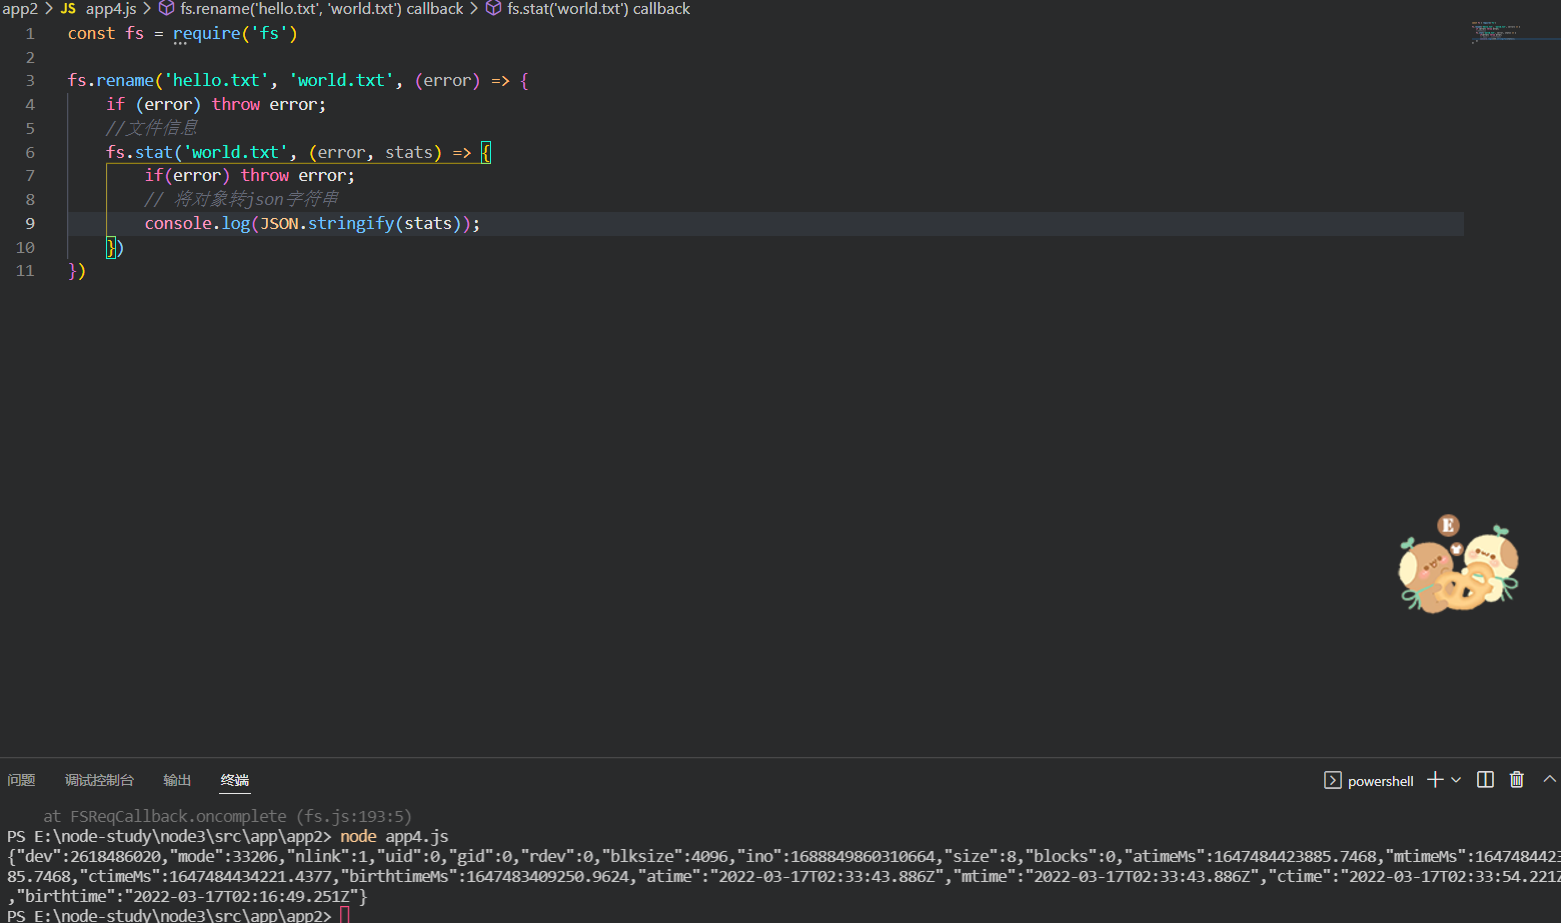 app2 > JS app4.js > fs.rename('hello.txt', 'world.txt') callback > fs.stat('world.txt') callback
1 const fs = require('fs')
2
3 fs.rename('hello.txt', 'world.txt', (error) => {
4 if (error) throw error;
5 //文件信息
6 fs.stat('world.txt', (error, stats) => {
7 if(error) throw error;
8 // 将对象转json字符串
9 console.log(JSON.stringify(stats));
10 })
11 })
E
问题 调试控制台 输出 终端 powershell
at FSReqCallback.oncomplete (fs.js:193:5)
PS E:\node-study\node3\src\app\app2> node app4.js
{"dev":2618486020,"mode":33206,"nlink":1,"uid":0,"gid":0,"rdev":0,"blksize":4096,"ino":1688849860310664,"size":8,"blocks":0,"atimeMs":1647484423885.7468,"mtimeMs":1647484423
85.7468,"ctimeMs":1647484434221.4377,"birthtimeMs":1647483409250.9624,"atime":"2022-03-17T02:33:43.886Z","mtime":"2022-03-17T02:33:43.886Z","ctime":"2022-03-17T02:33:54.221Z
,"birthtime":"2022-03-17T02:16:49.251Z"}
PS E:\node-study\node3\src\app\app2>